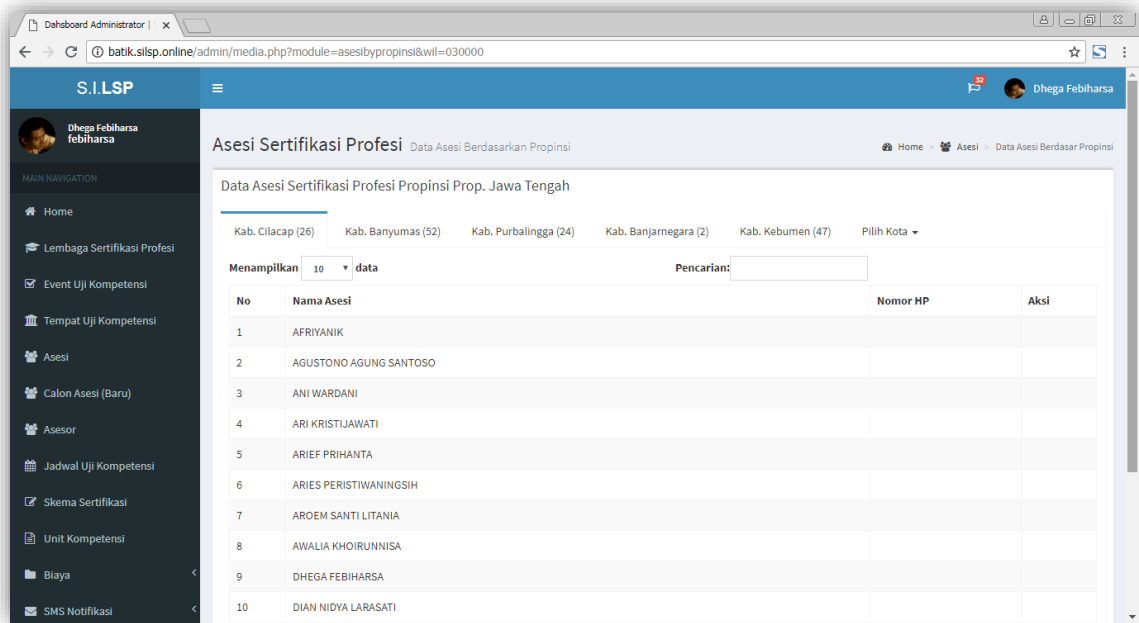 Dahsboard Administrator |
batik.silsp.online/admin/media.php?module=asesibypropinsi&wil=030000
S.I.LSP
32
Dhega Febiharsa
Dhega Febiharsa
febiharsa
MAIN NAVIGATION
Home
Lembaga Sertifikasi Profesi
Event Uji Kompetensi
Tempat Uji Kompetensi
Asesi
Calon Asesi (Baru)
Asesor
Jadwal Uji Kompetensi
Skema Sertifikasi
Unit Kompetensi
Biaya
SMS Notifikasi
Asesi Sertifikasi Profesi Data Asesi Berdasarkan Propinsi
Home > Asesi > Data Asesi Berdasar Propinsi
Data Asesi Sertifikasi Profesi Propinsi Prop. Jawa Tengah
Kab. Cilacap (26) Kab. Banyumas (52) Kab. Purbalingga (24) Kab. Banjarnegara (2) Kab. Kebumen (47) Pilih Kota
Menampilkan 10 data Pencarian:
No Nama Asesi Nomor HP Aksi
1 AFRIYANIK
2 AGUSTONO AGUNG SANTOSO
3 ANI WARDANI
4 ARI KRISTIJAWATI
5 ARIEF PRIHANTA
6 ARIES PERISTIWANINGSIH
7 AROEM SANTI LITANIA
8 AWALIA KHOIRUNNISA
9 DHEGA FEBIHARSA
10 DIAN NIDYA LARASATI